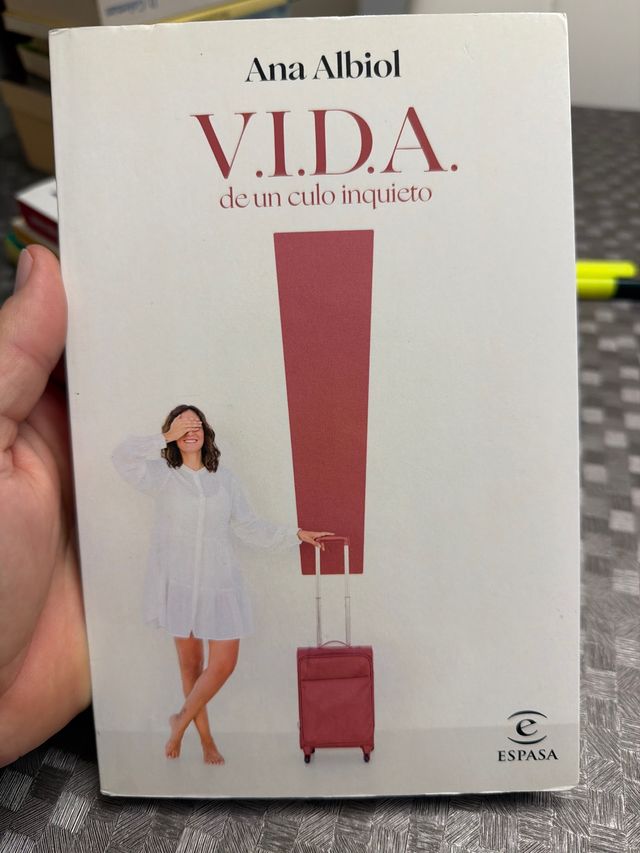 Ana Albiol
V.I.D.A.
de un culo inquieto
e
ESPASA